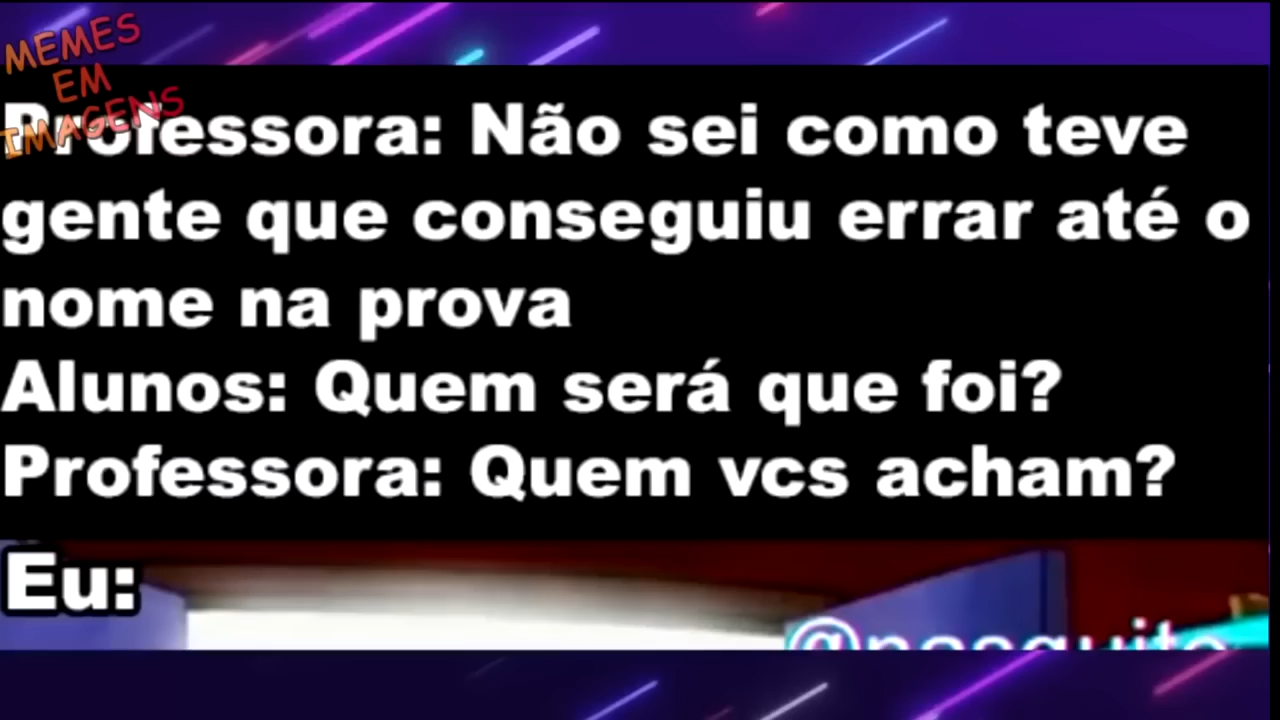 MEMES
EM
IMAGENS
Professora: Não sei como teve
gente que conseguiu errar até o
nome na prova
Alunos: Quem será que foi?
Professora: Quem vcs acham?
Eu: